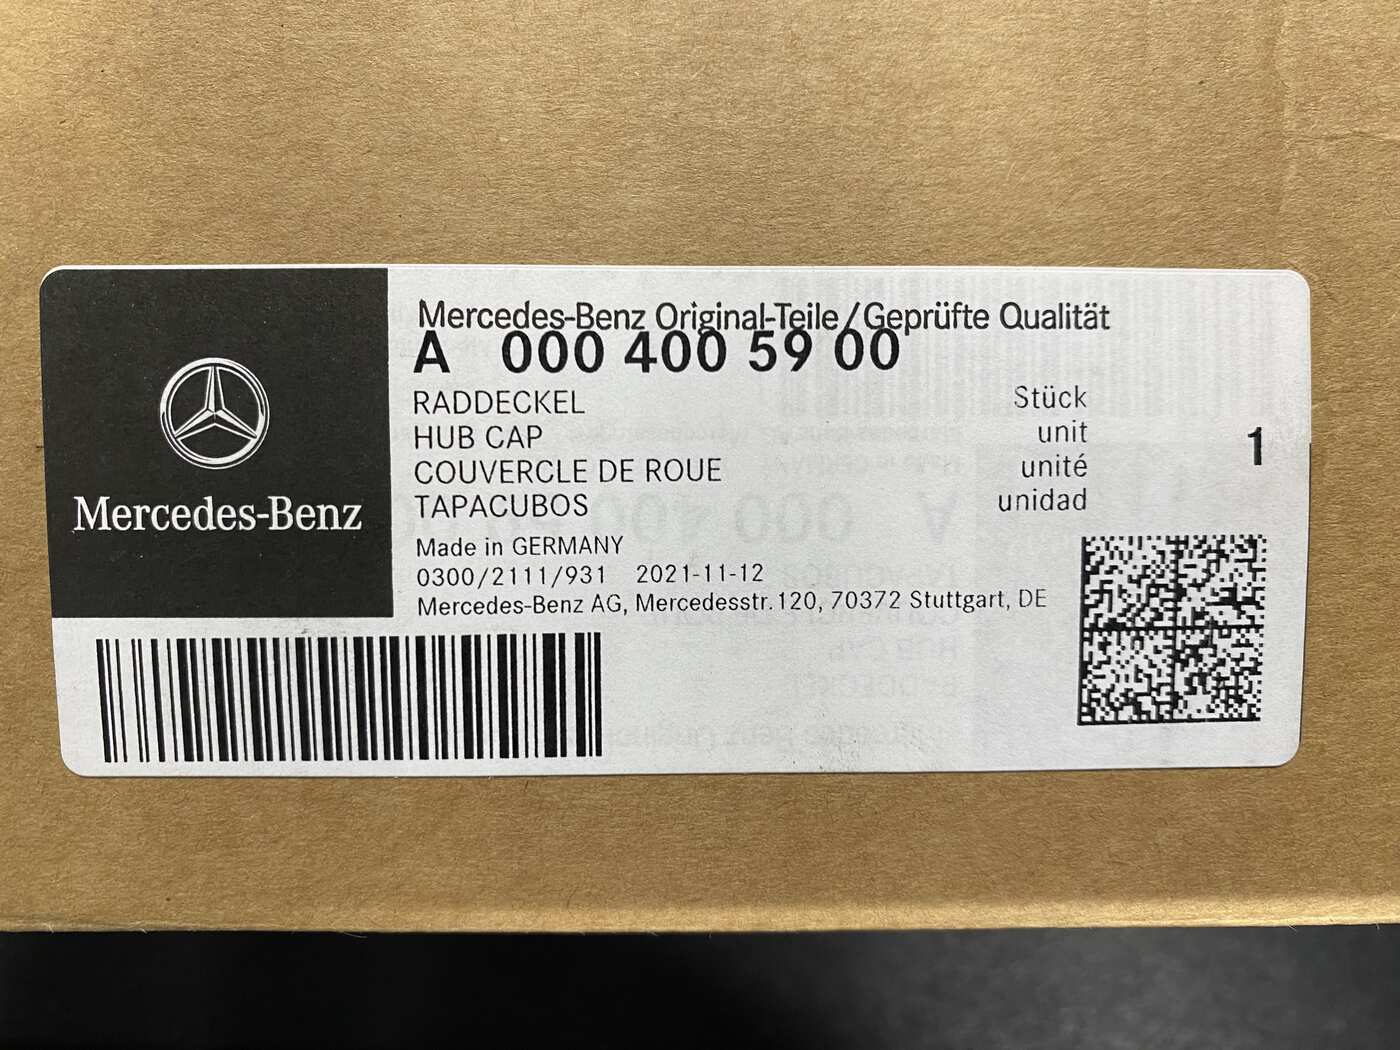 Mercedes-Benz
Mercedes-Benz Original-Teile/Geprüfte Qualität
A 000 400 59 00
RADDECKEL Stück
HUB CAP unit
COUVERCLE DE ROUE unité
TAPACUBOS unidad
1
Made in GERMANY
0300/2111/931 2021-11-12
Mercedes-Benz AG, Mercedesstr. 120, 70372 Stuttgart, DE